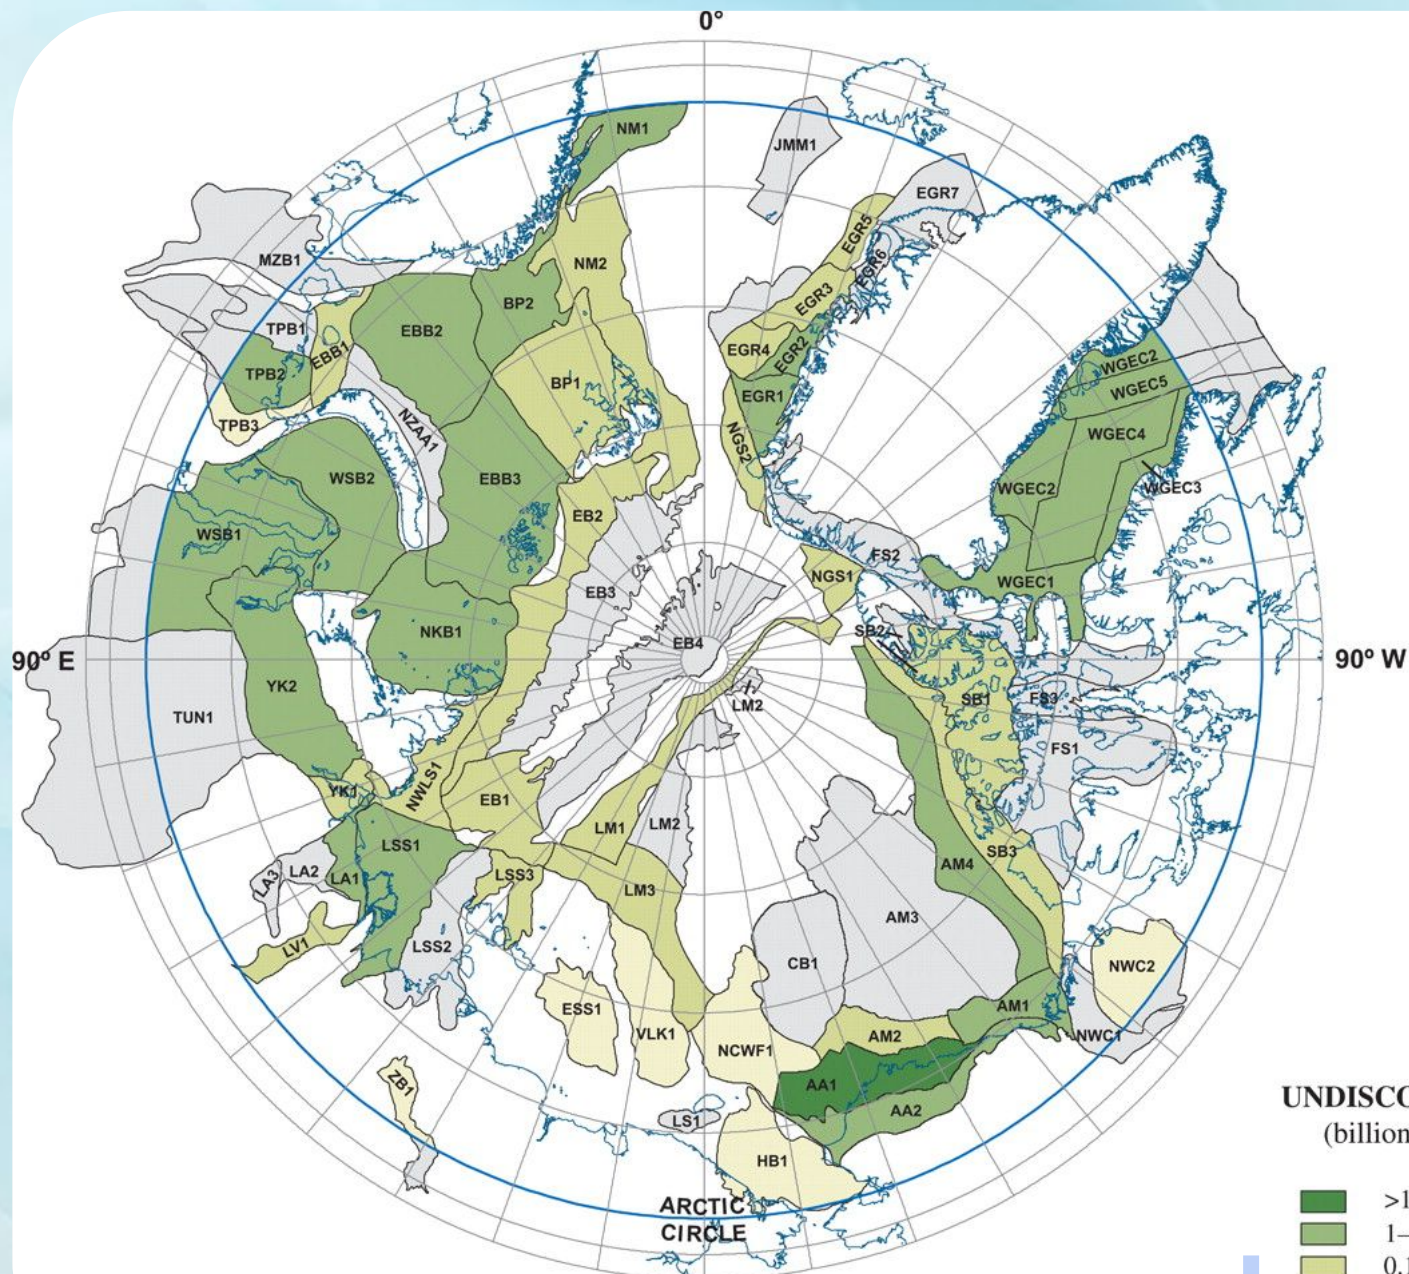 0°
NM1
JMM1
EGR7
MZB1
NM2
EGR5
EGR6
BP2
EGR3
TPB1
EBB2
EBB1
EGR4
EGR2
WGEC2
TPB2
BP1
EGR1
WGEC5
TPB3
NZAA1
NGS2
WGEC4
WSB2
EBB3
WGEC2
WGEC3
WSB1
EB2
FS2
NGS1
WGEC1
EB3
NKB1
SB2
EB4
90° E
90° W
YK2
SB1
FS3
LM2
TUN1
FS1
YK1
NWLS1
EB1
LM1
LM2
LSS1
SB3
AM4
LA3
LA2
LA1
LSS3
LM3
AM3
LV1
LSS2
CB1
NWC2
ESS1
VLK1
AM1
AM2
NWC1
NCWF1
ZB1
AA1
AA2
LS1
HB1
ARCTIC
CIRCLE
UNDISCO
(billion
>1
1–
0.1